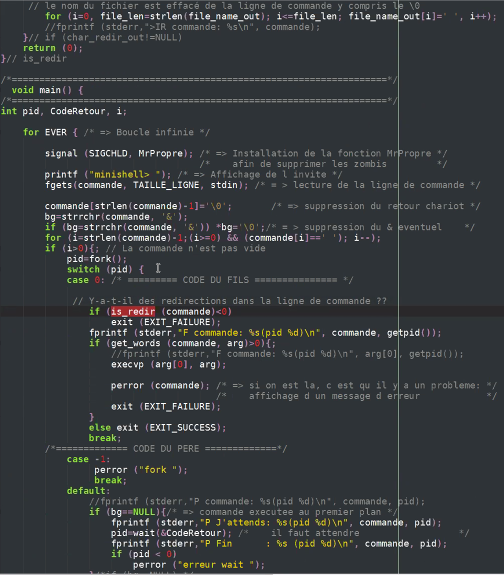 // le nom du fichier est effacé de la ligne de commande y compris le \0
for (i=0, file_len=strlen(file_name_out); i<=file_len; file_name_out[i]=' ', i++);
//fprintf (stderr,">IR commande: %s\n", commande);
}// if (char_redir_out!=NULL)
return (0);
}// is_redir
/*====================================================================*/
void main() {
/*====================================================================*/
int pid, CodeRetour, i;
for EVER { /* => Boucle infinie */
signal (SIGCHLD, MrPropre); /* => Installation de la fonction MrPropre */
/* afin de supprimer les zombis */
printf ("minishell> "); /* => Affichage de l invite */
fgets(commande, TAILLE_LIGNE, stdin); /* = > lecture de la ligne de commande */
commande[strlen(commande)-1]='\0'; /* => suppression du retour chariot */
bg=strrchr(commande, '&');
if (bg=strrchr(commande, '&')) *bg='\0';/* = > suppression du & eventuel */
for (i=strlen(commande)-1;(i>=0) && (commande[i]==' '); i--);
if (i>0){; // La commande n'est pas vide
pid=fork();
switch (pid) {
case 0: /* ========= CODE DU FILS =============== */
// Y-a-t-il des redirections dans la ligne de commande ??
if (is_redir (commande)<0)
exit (EXIT_FAILURE);
fprintf (stderr,"F commande: %s(pid %d)\n", commande, getpid());
if (get_words (commande, arg)>0){;
//fprintf (stderr,"F commande: %s(pid %d)\n", arg[0], getpid());
execvp (arg[0], arg);
perror (commande); /* => si on est la, c est qu il y a un probleme: */
/* affichage d un message d erreur */
exit (EXIT_FAILURE);
}
else exit (EXIT_SUCCESS);
break;
/*============= CODE DU PERE =============*/
case -1:
perror ("fork ");
break;
default:
//fprintf (stderr,"P commande: %s(pid %d)\n", commande, pid);
if (bg==NULL){/* => commande executee au premier plan */
fprintf (stderr,"P J'attends: %s(pid %d)\n", commande, pid);
pid=wait(&CodeRetour); /* il faut attendre */
fprintf (stderr,"P Fin : %s (pid %d)\n", commande, pid);
if (pid < 0)
perror ("erreur wait ");